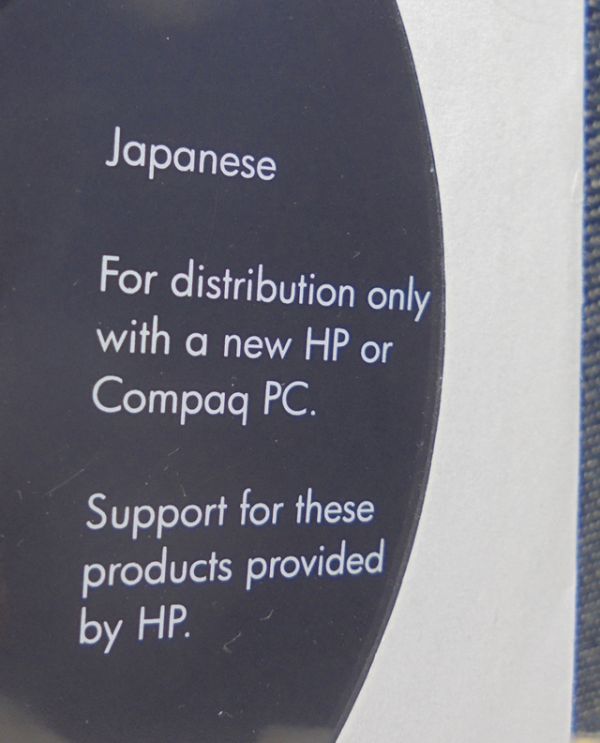 Japanese
For distribution only
with a new HP or
Compaq PC.
Support for these
products provided
by HP.